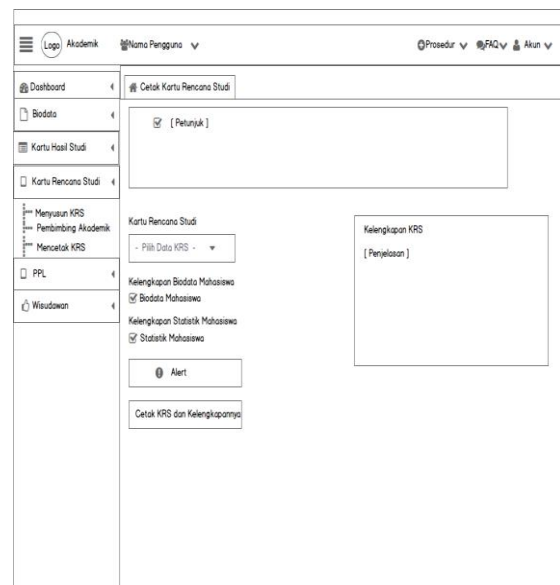 Logo Akademik Nama Pengguna Prosedur FAQ Akun
Dashboard
Biodata
Kartu Hasil Studi
Kartu Rencana Studi
Menyusun KRS
Pembimbing Akademik
Mencetak KRS
PPL
Wisudawan
Cetak Kartu Rencana Studi
[ Petunjuk ]
Kartu Rencana Studi
- Pilih Data KRS -
Kelengkapan Biodata Mahasiswa
Biodata Mahasiswa
Kelengkapan Statistik Mahasiswa
Statistik Mahasiswa
Alert
Cetak KRS dan Kelengkapannya
Kelengkapan KRS
[ Penjelasan ]